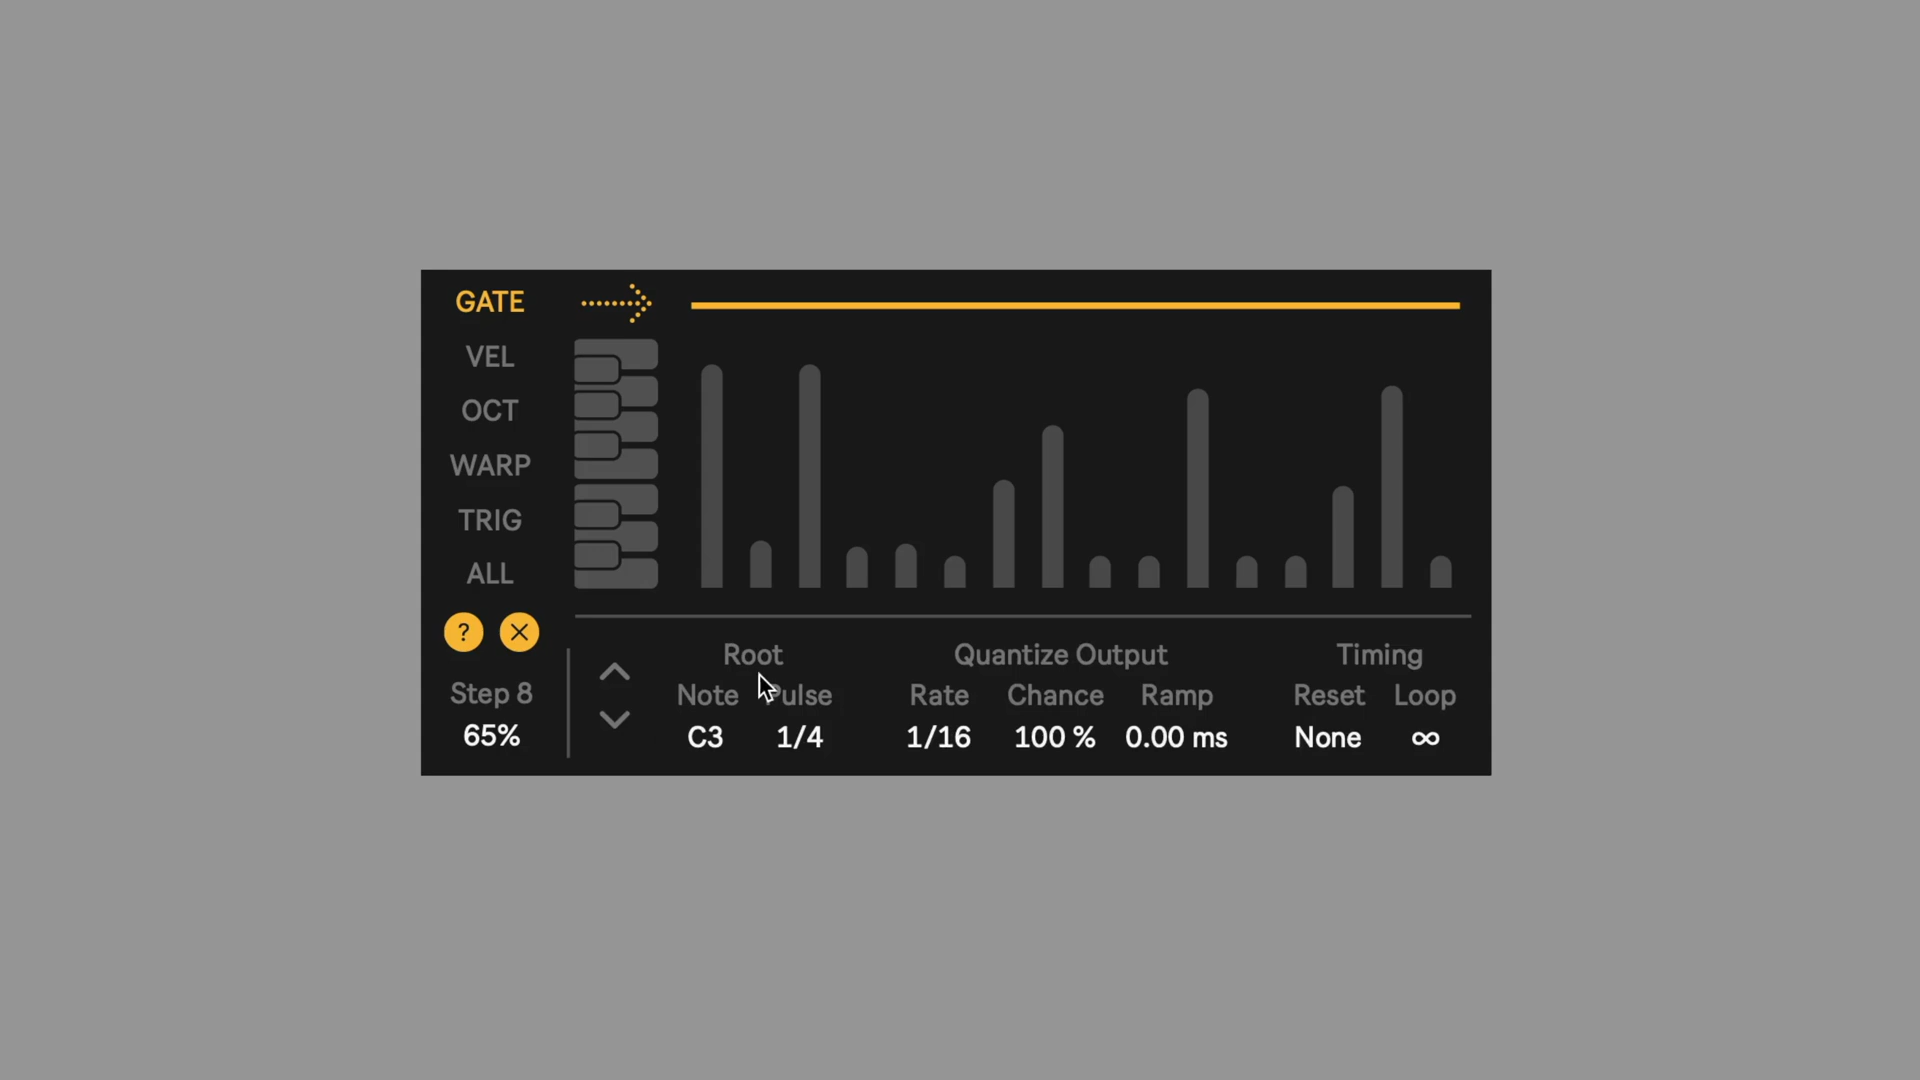 GATE
VEL
OCT
WARP
TRIG
ALL
?
Step 8
65%
Root
Note Pulse
C3 1/4
Quantize Output
Rate Chance Ramp
1/16 100 % 0.00 ms
Timing
Reset Loop
None ∞